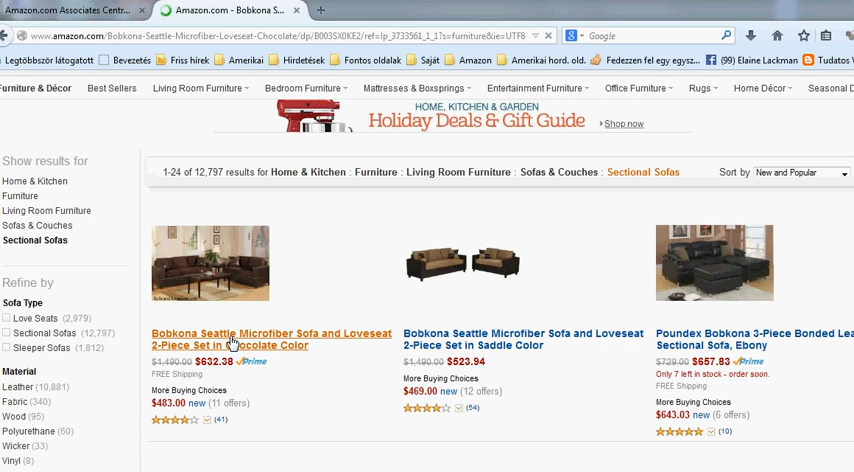 Amazon.com Associates Centr...
Amazon.com - Bobkona S...
www.amazon.com/Bobkona-Seattle-Microfiber-Loveseat-Chocolate/dp/B003SX0KE2/ref=lp_3733561_1_1?s=furniture&ie=UTF8
Google
Legtöbbször látogatott
Bevezetés
Friss hírek
Amerikai
Hirdetések
Fontos oldalak
Saját
Amazon
Amerikai hord. old.
Fedezzen fel egy egysz...
(99) Elaine Lackman
Tudatos V
Furniture & Décor
Best Sellers
Living Room Furniture
Bedroom Furniture
Mattresses & Boxsprings
Entertainment Furniture
Office Furniture
Rugs
Home Décor
Seasonal D
HOME, KITCHEN & GARDEN
Holiday Deals & Gift Guide
Shop now
Show results for
Home & Kitchen
Furniture
Living Room Furniture
Sofas & Couches
Sectional Sofas
1-24 of 12,797 results for Home & Kitchen : Furniture : Living Room Furniture : Sofas & Couches : Sectional Sofas
Sort by New and Popular
Refine by
Sofa Type
Love Seats (2,979)
Sectional Sofas (12,797)
Sleeper Sofas (1,812)
Material
Leather (10,881)
Fabric (340)
Wood (95)
Polyurethane (60)
Wicker (33)
Vinyl (8)
Bobkona Seattle Microfiber Sofa and Loveseat
2-Piece Set in Chocolate Color
$1,490.00 $632.38 Prime
FREE Shipping
More Buying Choices
$483.00 new (11 offers)
(41)
Bobkona Seattle Microfiber Sofa and Loveseat
2-Piece Set in Saddle Color
$1,490.00 $523.94
More Buying Choices
$469.00 new (12 offers)
(54)
Poundex Bobkona 3-Piece Bonded Lea
Sectional Sofa, Ebony
$729.00 $657.83 Prime
Only 7 left in stock - order soon.
FREE Shipping
More Buying Choices
$643.03 new (6 offers)
(10)